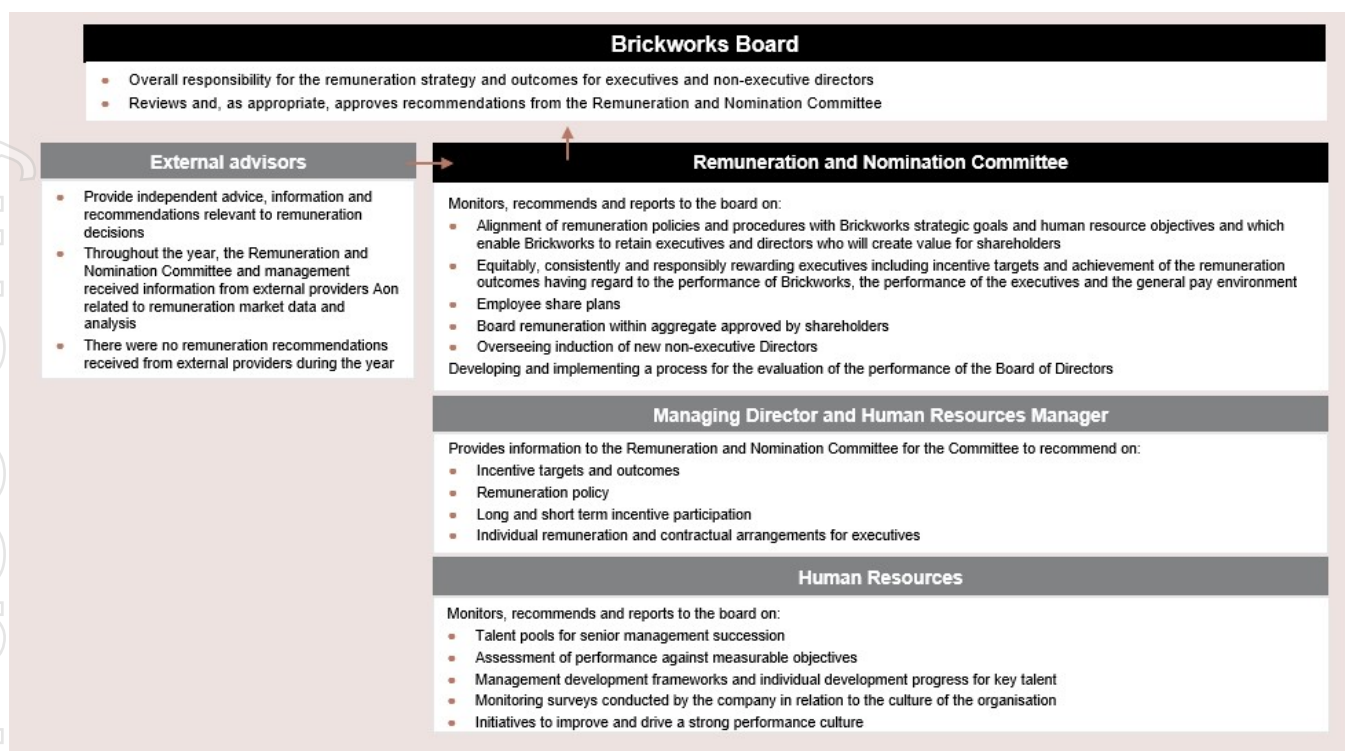 Brickworks Board
• Overall responsibility for the remuneration strategy and outcomes for executives and non-executive directors
• Reviews and, as appropriate, approves recommendations from the Remuneration and Nomination Committee
External advisors
• Provide independent advice, information and
recommendations relevant to remuneration
decisions
• Throughout the year, the Remuneration and
Nomination Committee and management
received information from external providers Aon
related to remuneration market data and
analysis
• There were no remuneration recommendations
received from external providers during the year
Remuneration and Nomination Committee
Monitors, recommends and reports to the board on:
• Alignment of remuneration policies and procedures with Brickworks strategic goals and human resource objectives and which
enable Brickworks to retain executives and directors who will create value for shareholders
• Equitably, consistently and responsibly rewarding executives including incentive targets and achievement of the remuneration
outcomes having regard to the performance of Brickworks, the performance of the executives and the general pay environment
• Employee share plans
• Board remuneration within aggregate approved by shareholders
• Overseeing induction of new non-executive Directors
Developing and implementing a process for the evaluation of the performance of the Board of Directors
Managing Director and Human Resources Manager
Provides information to the Remuneration and Nomination Committee for the Committee to recommend on:
• Incentive targets and outcomes
• Remuneration policy
• Long and short term incentive participation
• Individual remuneration and contractual arrangements for executives
Human Resources
Monitors, recommends and reports to the board on:
• Talent pools for senior management succession
• Assessment of performance against measurable objectives
• Management development frameworks and individual development progress for key talent
• Monitoring surveys conducted by the company in relation to the culture of the organisation
• Initiatives to improve and drive a strong performance culture